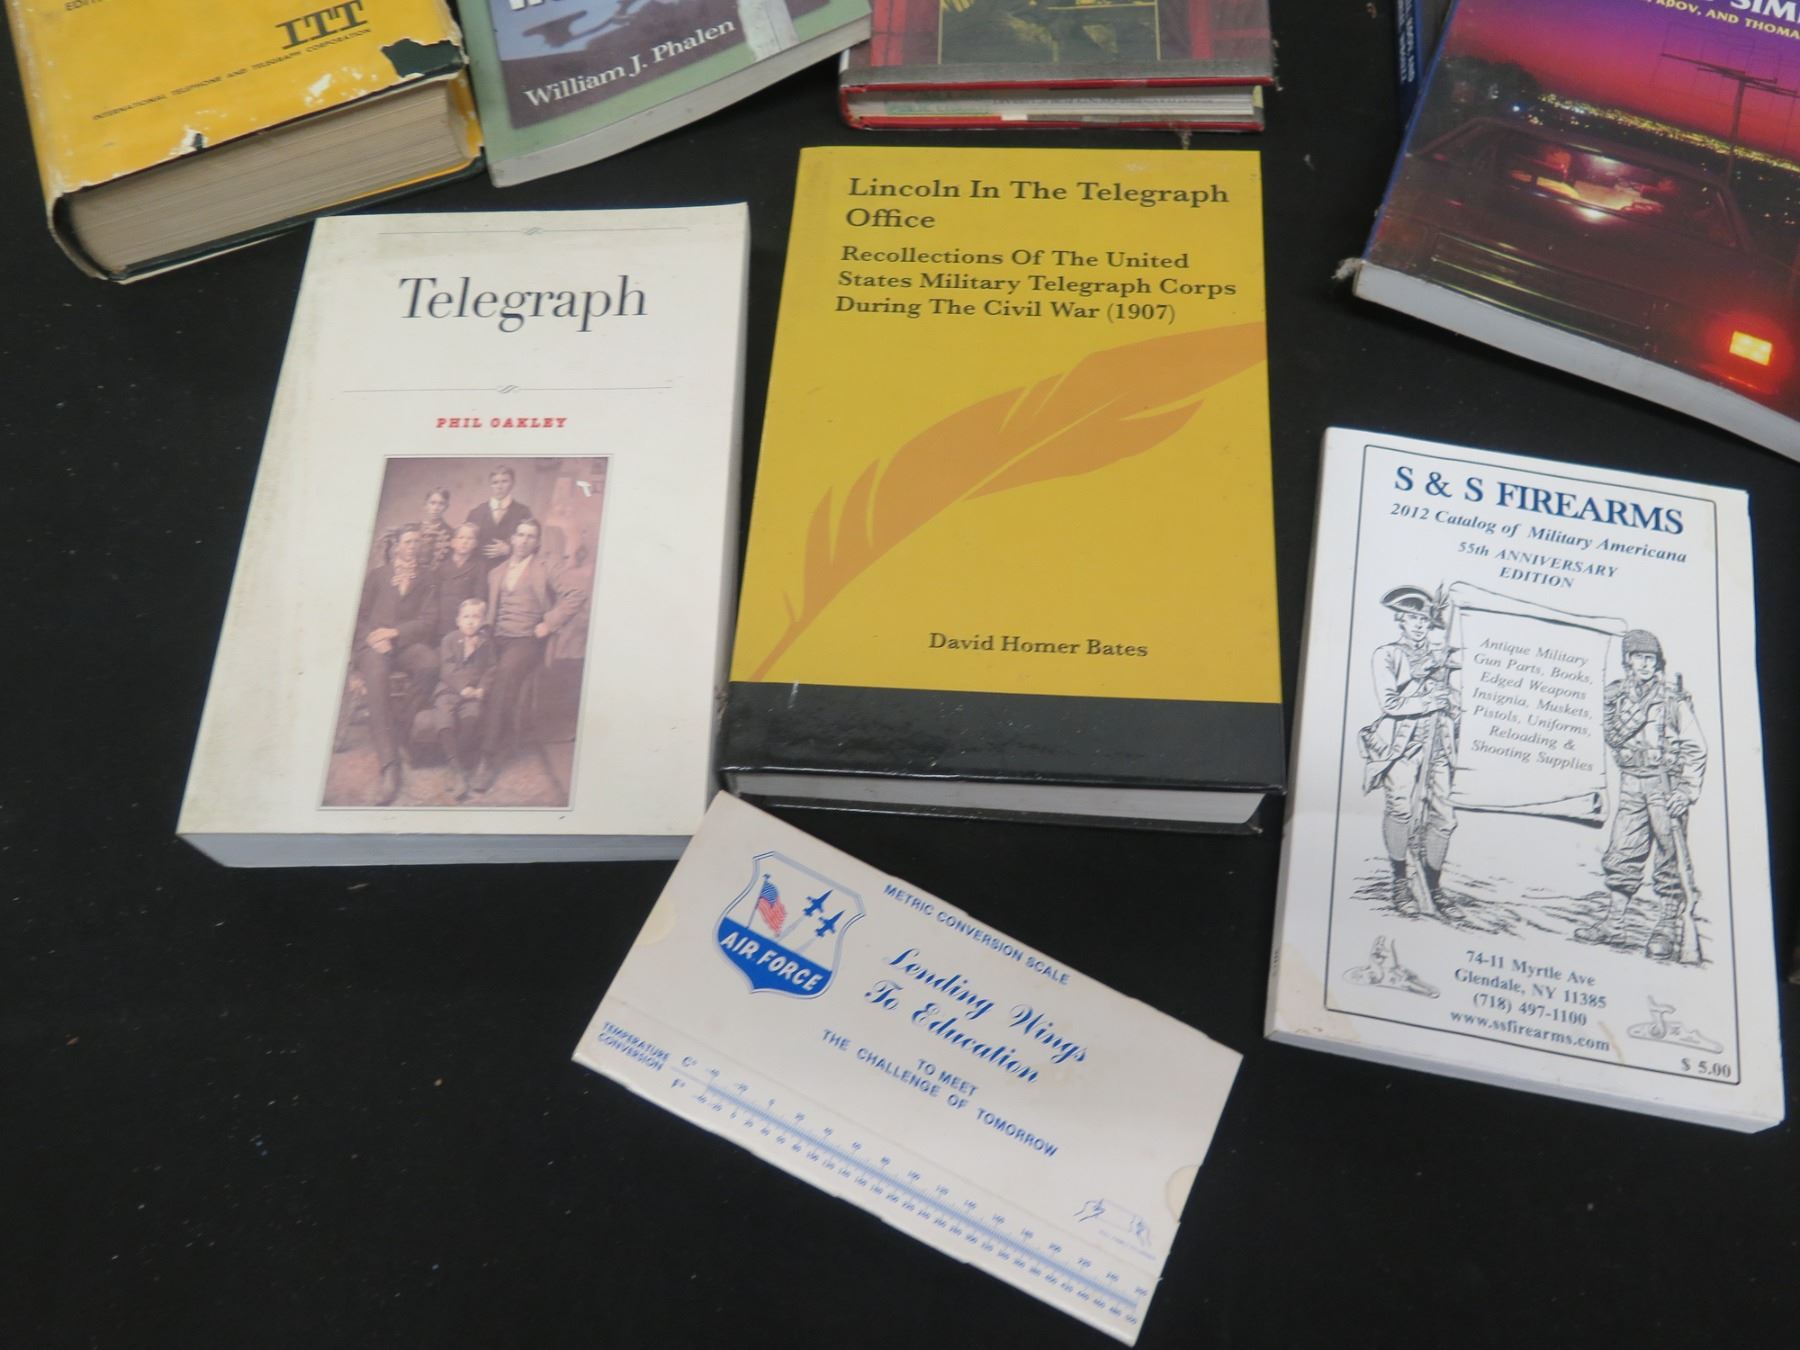 ITT
INTERNATIONAL TELEPHONE AND TELEGRAPH CORPORATION
William J. Phalen
AND THOMA
Telegraph
PHIL OAKLEY
Lincoln In The Telegraph
Office
Recollections Of The United
States Military Telegraph Corps
During The Civil War (1907)
David Homer Bates
S & S FIREARMS
2012 Catalog of Military Americana
55th ANNIVERSARY
EDITION
Antique Military
Gun Parts, Books,
Edged Weapons
Insignia, Muskets,
Pistols, Uniforms,
Reloading &
Shooting Supplies
74-11 Myrtle Ave
Glendale, NY 11385
(718) 497-1100
www.ssfirearms.com
$ 5.00
METRIC CONVERSION SCALE
AIR FORCE
Lending Wings
To Education
TO MEET
THE CHALLENGE OF TOMORROW
TEMPERATURE
CONVERSION
C°
F°